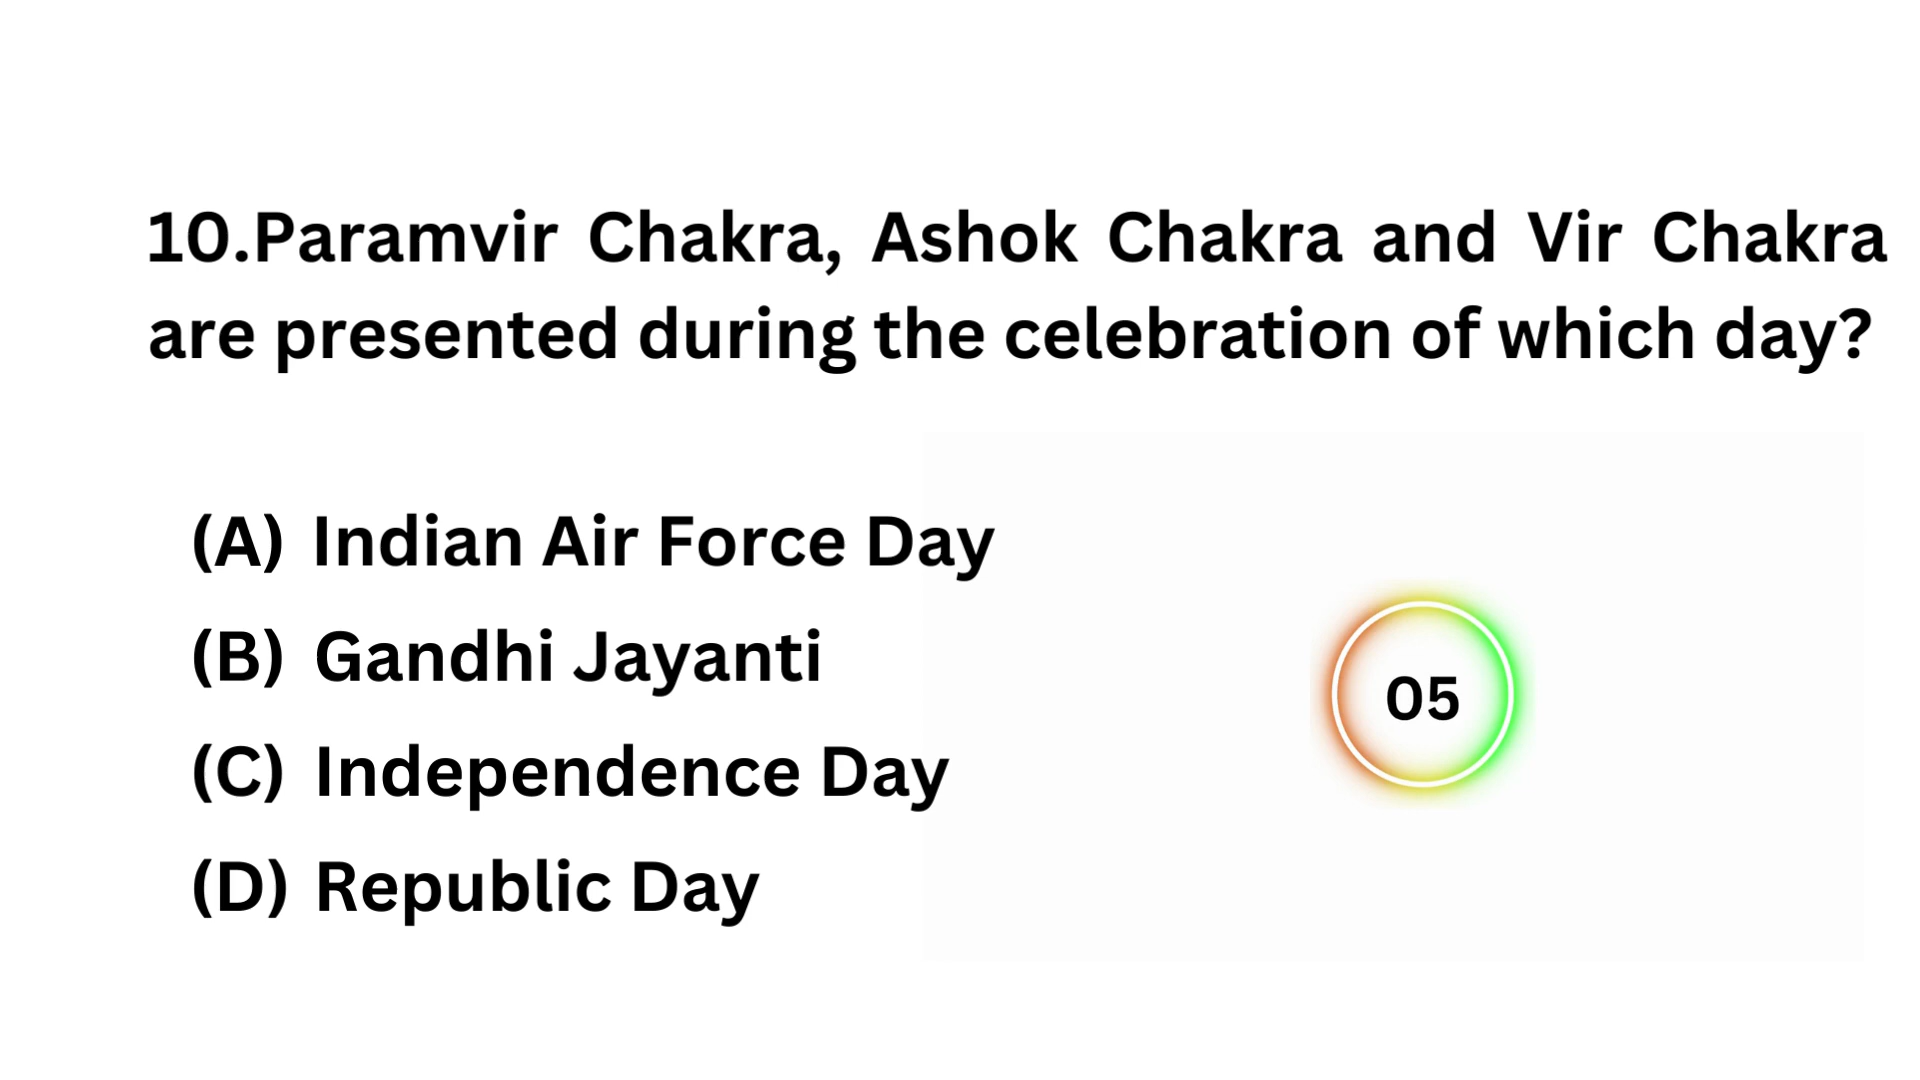 10.Paramvir Chakra, Ashok Chakra and Vir Chakra
are presented during the celebration of which day?
(A) Indian Air Force Day
(B) Gandhi Jayanti
(C) Independence Day
(D) Republic Day
05